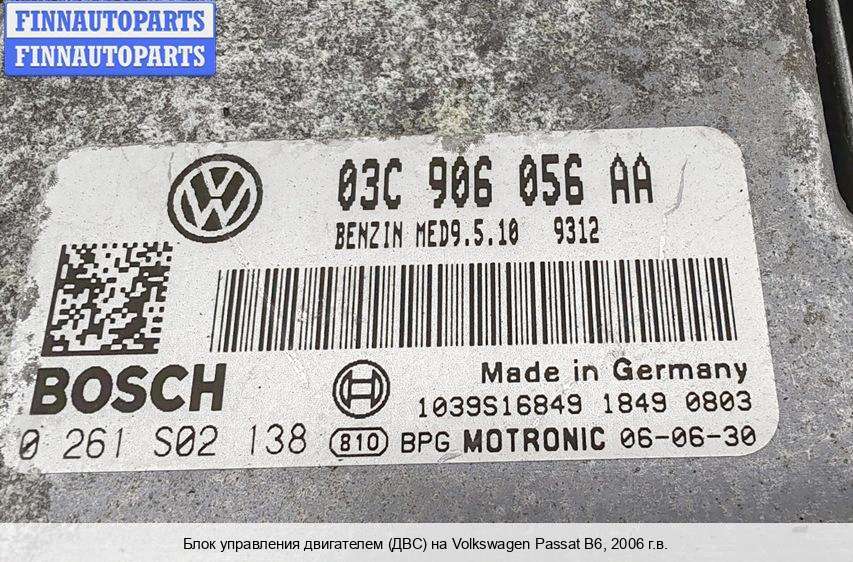 FINNAUTOPARTS
FINNAUTOPARTS
03C 906 056 AA
BENZIN MED9.5.10 9312
BOSCH
Made in Germany
1039S16849 1849 0803
0 261 S02 138 810 BPG MOTRONIC 06-06-30
Блок управления двигателем (ДВС) на Volkswagen Passat B6, 2006 г.в.